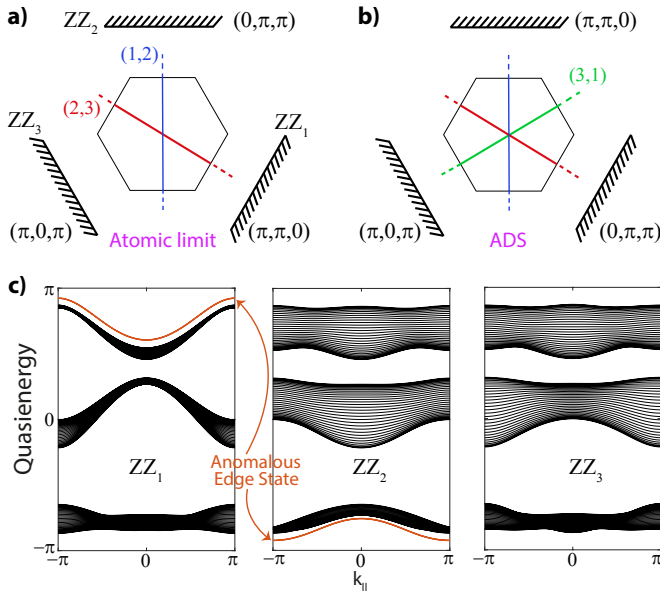 a)
ZZ2
(0,π,π)
(1,2)
(2,3)
ZZ3
ZZ1
(π,0,π)
Atomic limit
(π,π,0)
b)
(π,π,0)
(3,1)
(π,0,π)
ADS
(0,π,π)
c)
Quasienergy
π
0
−π
ZZ1
Anomalous
Edge State
ZZ2
ZZ3
−π
0
π
−π
0
π
−π
0
π
k||